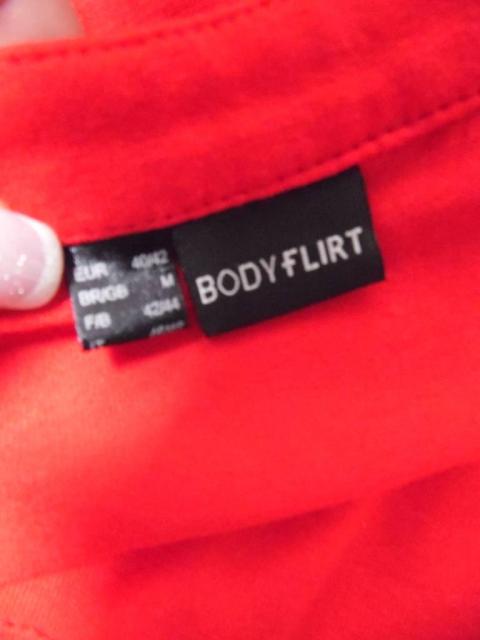 EUR 40/42
BR/GB M
F/B 42/44
BODYFLIRT